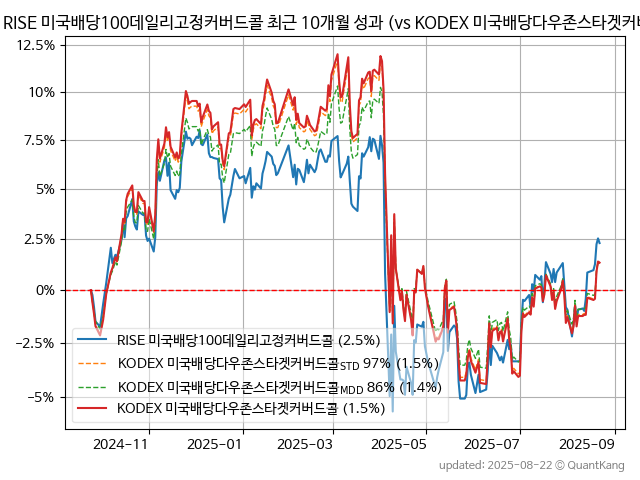 RISE 미국배당100데일리고정커버드콜 최근 10개월 성과 (vs KODEX 미국배당다우존스타겟커버
12.5%
10%
7.5%
5%
2.5%
0%
−2.5%
−5%
RISE 미국배당100데일리고정커버드콜 (2.5%)
KODEX 미국배당다우존스타겟커버드콜STD 97% (1.5%)
KODEX 미국배당다우존스타겟커버드콜MDD 86% (1.4%)
KODEX 미국배당다우존스타겟커버드콜 (1.5%)
2024-11 2025-01 2025-03 2025-05 2025-07 2025-09
updated: 2025-08-22 © QuantKang